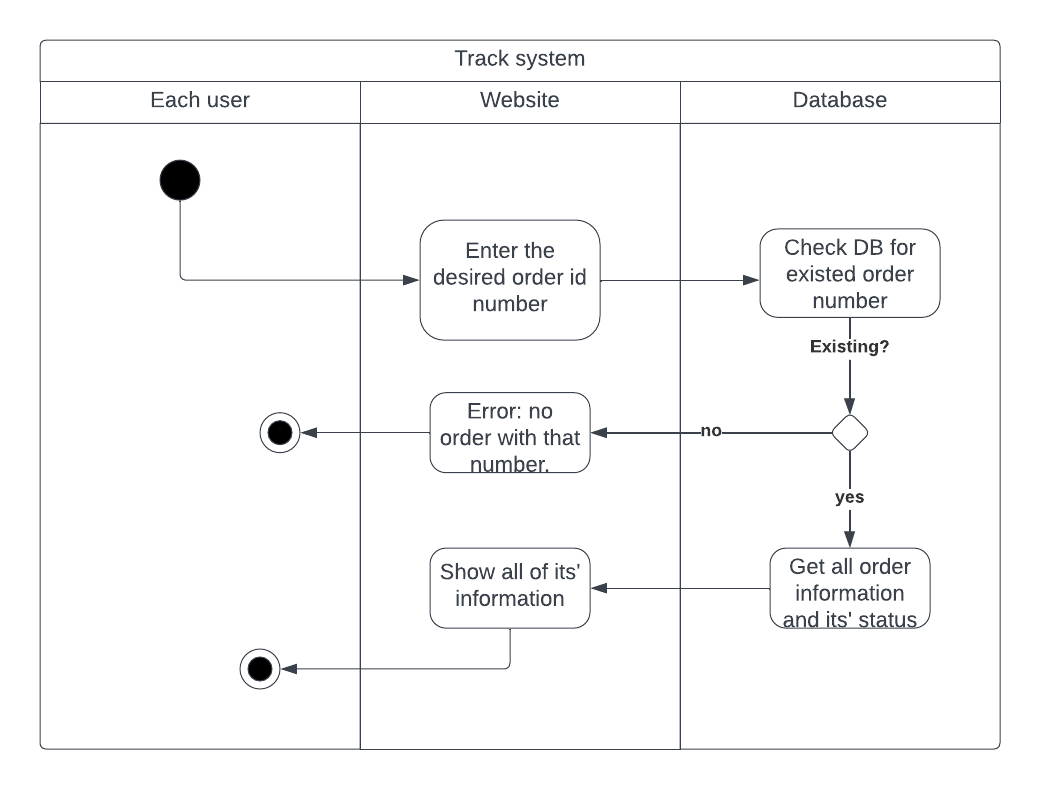 Track system
Each user
Website
Database
Enter the
desired order id
number
Check DB for
existed order
number
Existing?
Error: no
order with that
number.
no
yes
Show all of its'
information
Get all order
information
and its' status